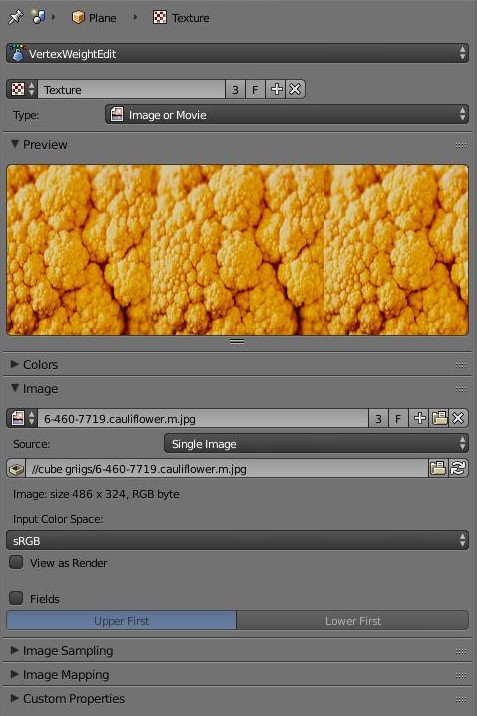 Plane Texture
VertexWeightEdit
Texture 3 F
Type: Image or Movie
Preview
Colors
Image
6-460-7719.cauliflower.m.jpg 3 F
Source: Single Image
//cube griigs/6-460-7719.cauliflower.m.jpg
Image: size 486 x 324, RGB byte
Input Color Space:
sRGB
View as Render
Fields
Upper First Lower First
Image Sampling
Image Mapping
Custom Properties